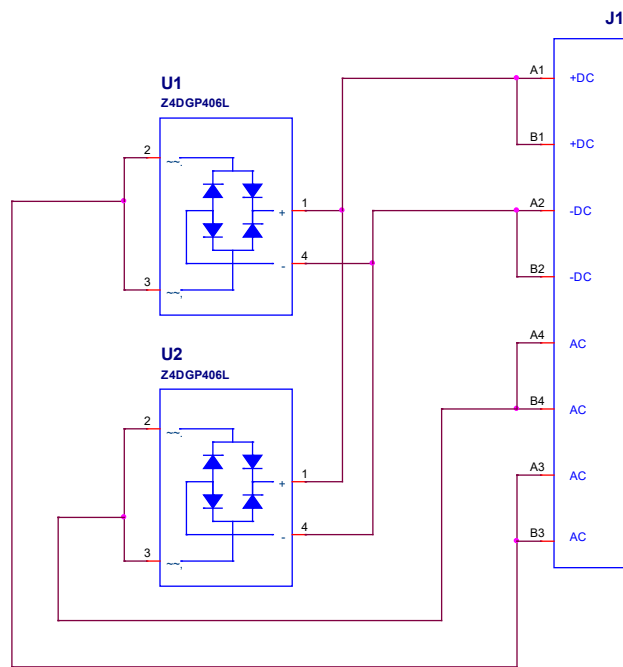 J1
U1
Z4DGP406L
2
~~
1
+
4
-
3
~~
U2
Z4DGP406L
2
~~
1
+
4
-
3
~~
A1
+DC
B1
+DC
A2
-DC
B2
-DC
A4
AC
B4
AC
A3
AC
B3
AC